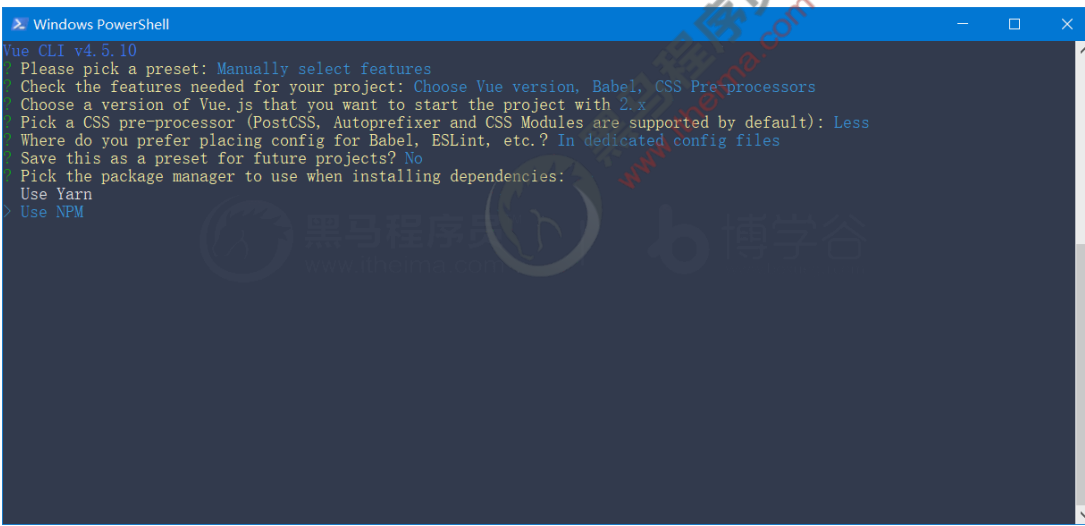 Windows PowerShell
Vue CLI v4.5.10
? Please pick a preset: Manually select features
? Check the features needed for your project: Choose Vue version, Babel, CSS Pre-processors
? Choose a version of Vue.js that you want to start the project with 2.x
? Pick a CSS pre-processor (PostCSS, Autoprefixer and CSS Modules are supported by default): Less
? Where do you prefer placing config for Babel, ESLint, etc.? In dedicated config files
? Save this as a preset for future projects? No
? Pick the package manager to use when installing dependencies:
Use Yarn
> Use NPM
黑马程序员
www.itheima.com
博学谷
www.itheima.com